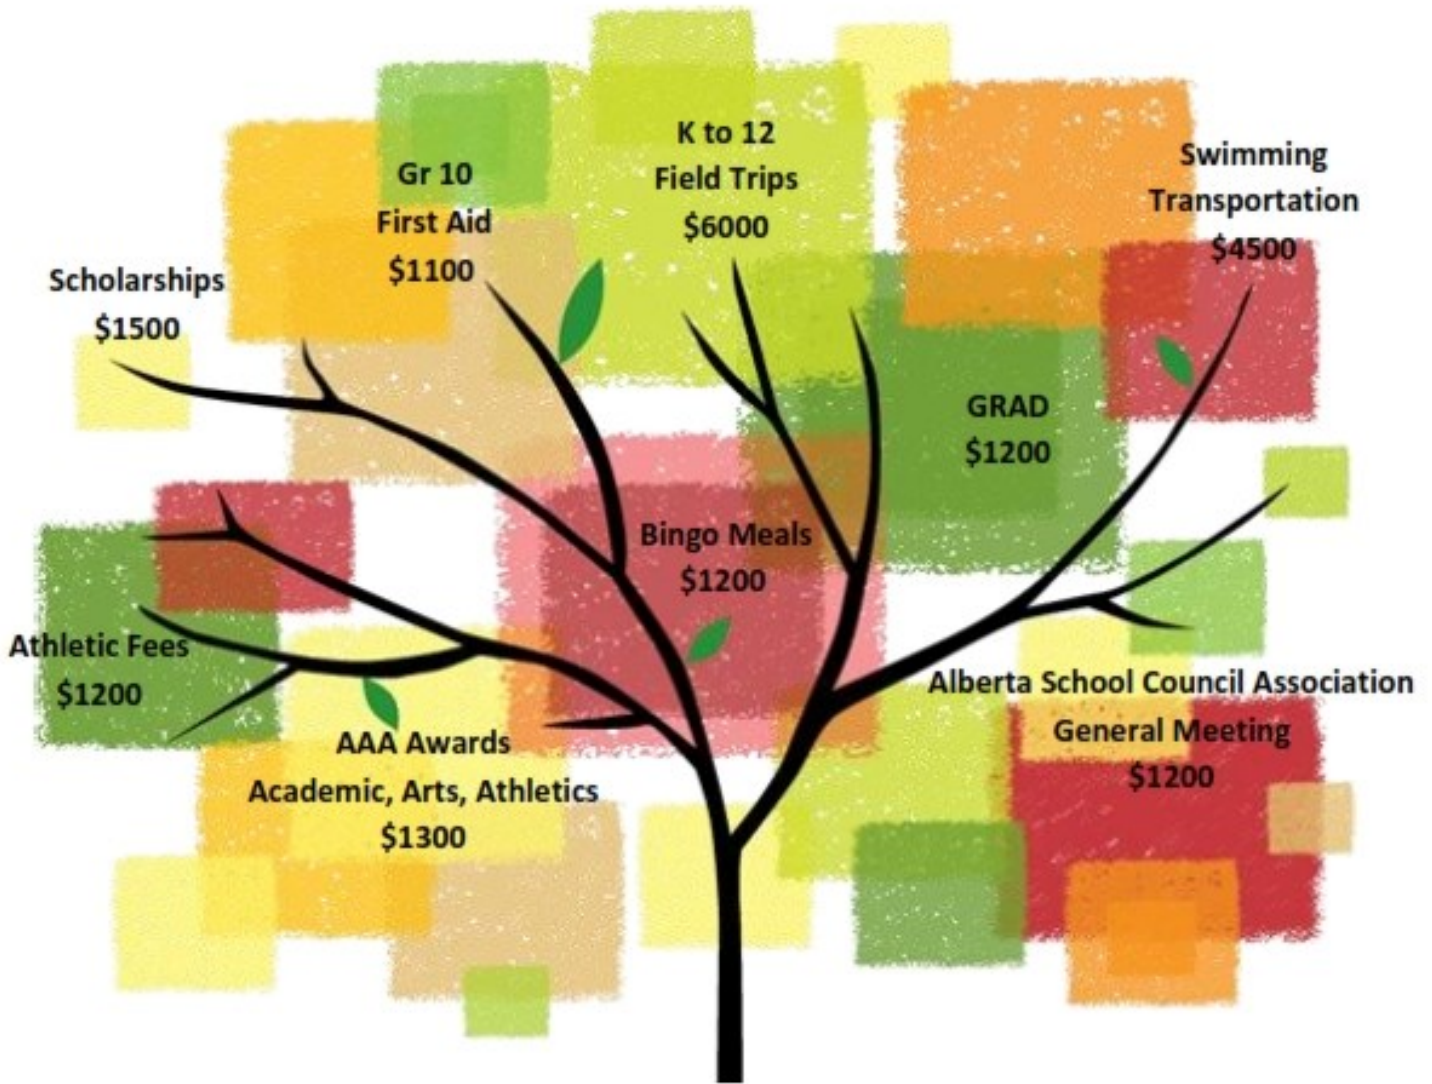 K to 12
Field Trips
$6000
Gr 10
First Aid
$1100
Swimming
Transportation
$4500
Scholarships
$1500
GRAD
$1200
Bingo Meals
$1200
Athletic Fees
$1200
Alberta School Council Association
General Meeting
$1200
AAA Awards
Academic, Arts, Athletics
$1300